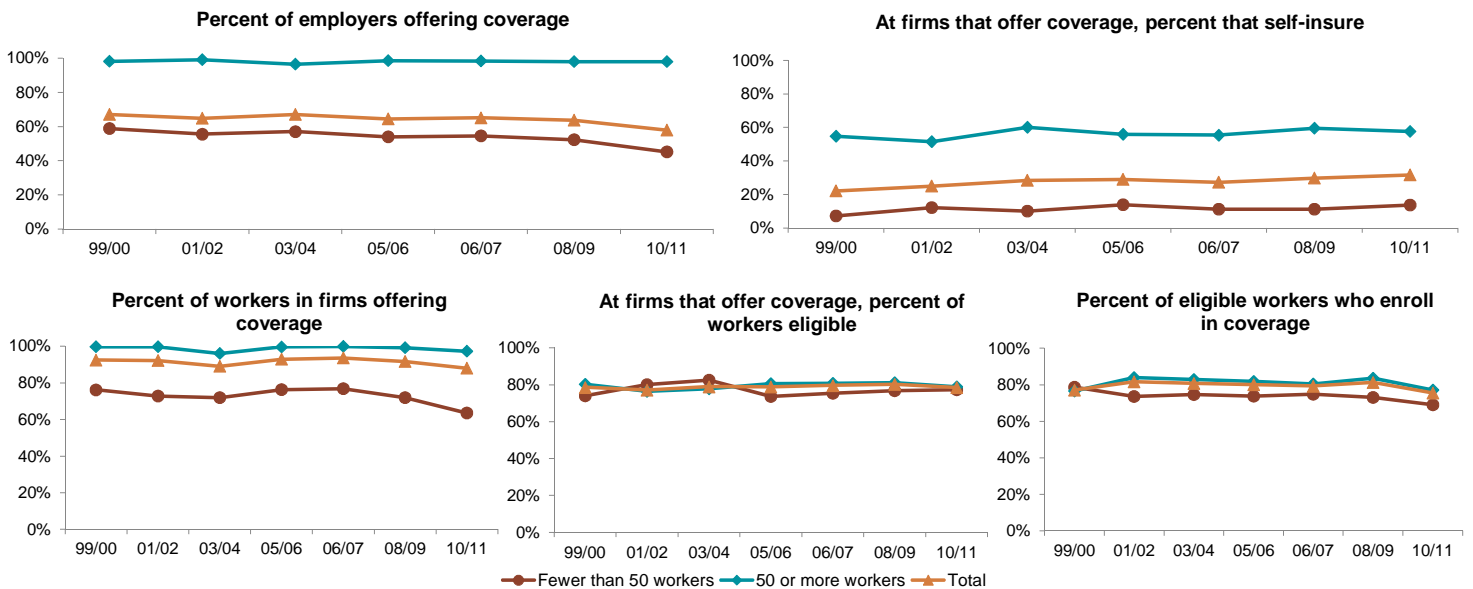 Percent of employers offering coverage
100%
80%
60%
40%
20%
0%
99/00 01/02 03/04 05/06 06/07 08/09 10/11
At firms that offer coverage, percent that self-insure
100%
80%
60%
40%
20%
0%
99/00 01/02 03/04 05/06 06/07 08/09 10/11
Percent of workers in firms offering
coverage
100%
80%
60%
40%
20%
0%
99/00 01/02 03/04 05/06 06/07 08/09 10/11
At firms that offer coverage, percent of
workers eligible
100%
80%
60%
40%
20%
0%
99/00 01/02 03/04 05/06 06/07 08/09 10/11
Percent of eligible workers who enroll
in coverage
100%
80%
60%
40%
20%
0%
99/00 01/02 03/04 05/06 06/07 08/09 10/11
Fewer than 50 workers 50 or more workers Total